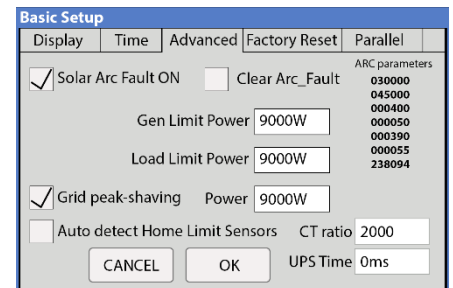 Basic Setup
Display Time Advanced Factory Reset Parallel
ARC parameters
Solar Arc Fault ON Clear Arc_Fault
030000
045000
000400
000050
000390
000055
238094
Gen Limit Power 9000W
Load Limit Power 9000W
Grid peak-shaving Power 9000W
Auto detect Home Limit Sensors CT ratio 2000
CANCEL OK UPS Time 0ms